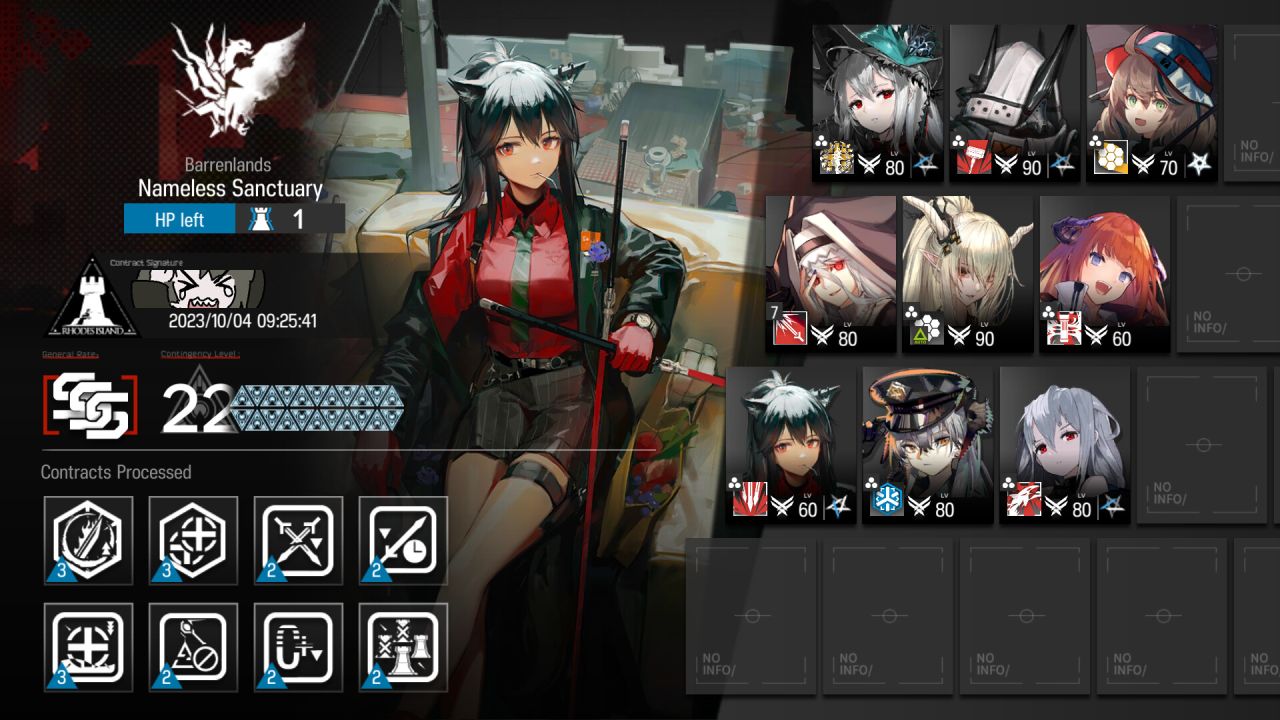 Barrenlands
Nameless Sanctuary
HP left 1
Contract Signature
RHODES ISLAND
2023/10/04 09:25:41
General Rate:
Contingency Level:
SSS
22
Contracts Processed
3 3 2 2
3 2 2 2
LV 80
LV 90
LV 70
NO INFO/
7
LV 80
LV 90
AUTO
LV 60
NO INFO/
LV 60
LV 80
LV 80
NO INFO/
NO INFO/
NO INFO/
NO INFO/
NO INFO/
NO INFO